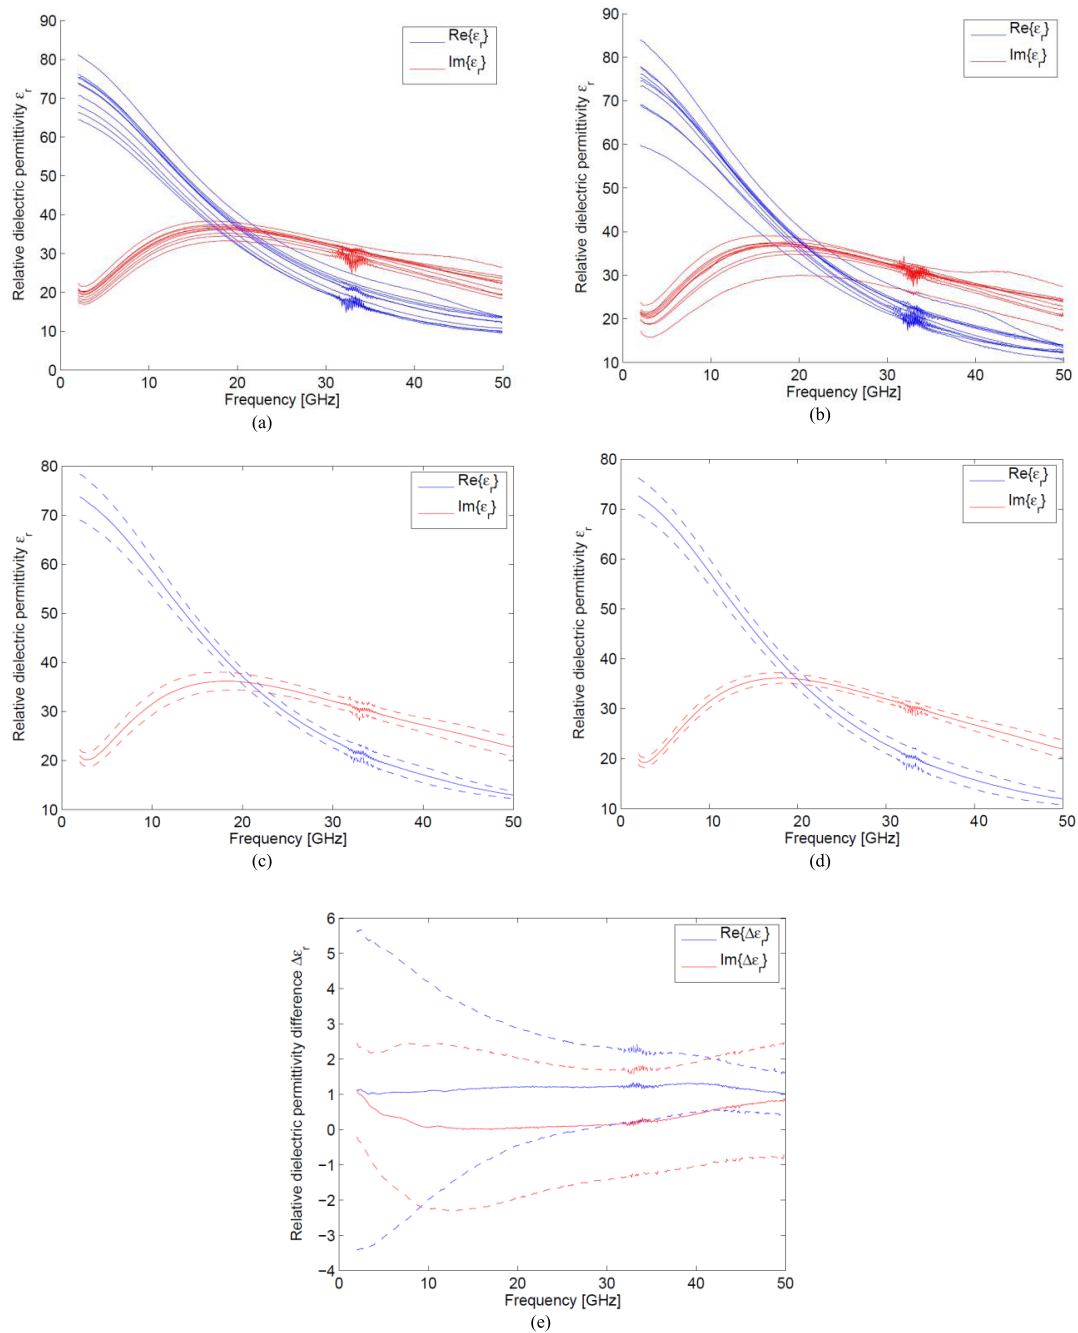 90
80
70
60
50
40
30
20
10
0
Relative dielectric permittivity εr
Re{εr}
Im{εr}
0 10 20 30 40 50
Frequency [GHz]
(a)
90
80
70
60
50
40
30
20
10
Relative dielectric permittivity εr
Re{εr}
Im{εr}
0 10 20 30 40 50
Frequency [GHz]
(b)
80
70
60
50
40
30
20
10
Relative dielectric permittivity εr
Re{εr}
Im{εr}
0 10 20 30 40 50
Frequency [GHz]
(c)
80
70
60
50
40
30
20
10
Relative dielectric permittivity εr
Re{εr}
Im{εr}
0 10 20 30 40 50
Frequency [GHz]
(d)
6
5
4
3
2
1
0
−1
−2
−3
−4
Relative dielectric permittivity difference Δεr
Re{Δεr}
Im{Δεr}
0 10 20 30 40 50
Frequency [GHz]
(e)